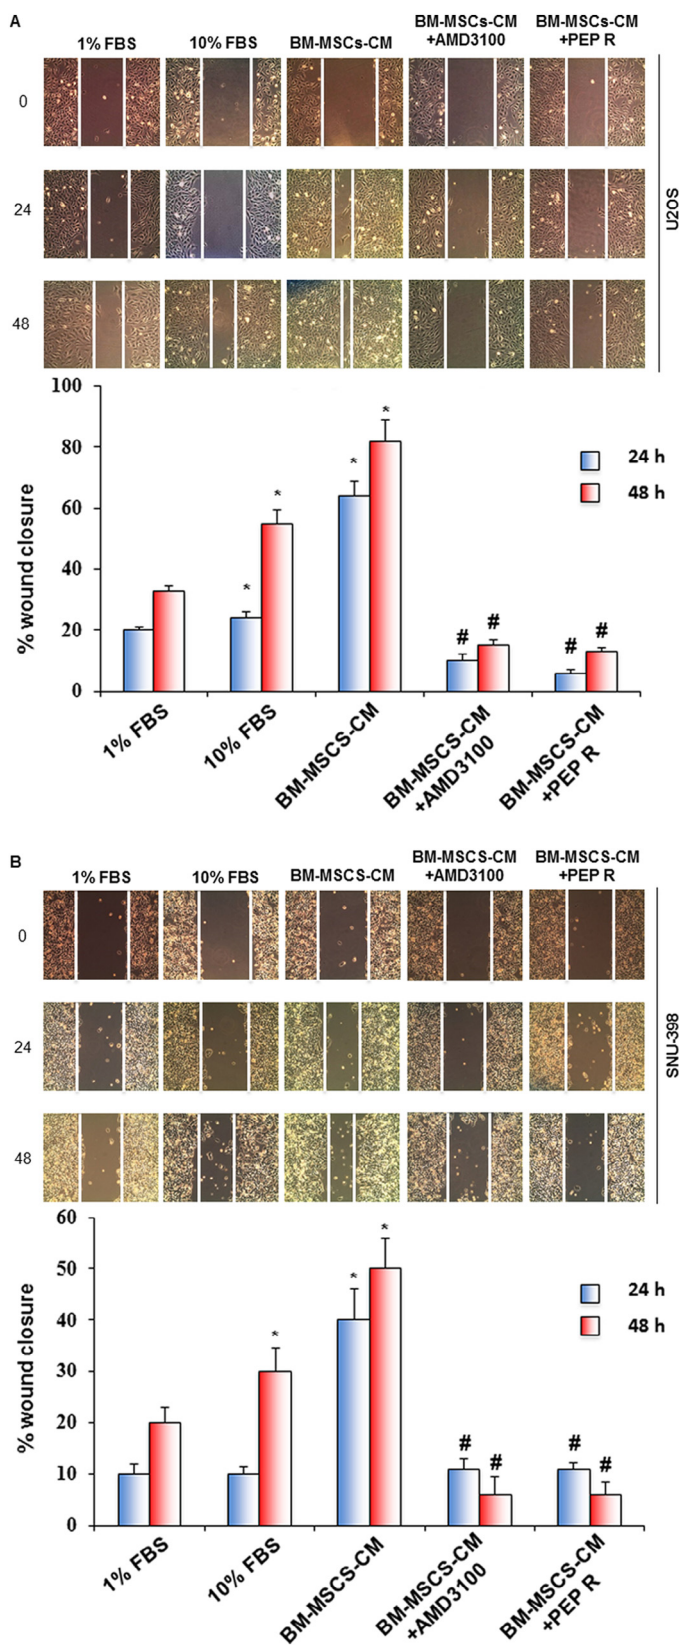 A
1% FBS
10% FBS
BM-MSCs-CM
BM-MSCs-CM
+AMD3100
BM-MSCs-CM
+PEP R
0
24
48
U2OS
100
80
60
40
20
0
% wound closure
*
*
*
*
#
#
#
#
24 h
48 h
1% FBS
10% FBS
BM-MSCS-CM
BM-MSCS-CM
+AMD3100
BM-MSCS-CM
+PEP R
B
1% FBS
10% FBS
BM-MSCS-CM
BM-MSCS-CM
+AMD3100
BM-MSCS-CM
+PEP R
0
24
48
SNU-398
60
50
40
30
20
10
0
% wound closure
*
*
*
#
#
#
#
24 h
48 h
1% FBS
10% FBS
BM-MSCS-CM
BM-MSCS-CM
+AMD3100
BM-MSCS-CM
+PEP R